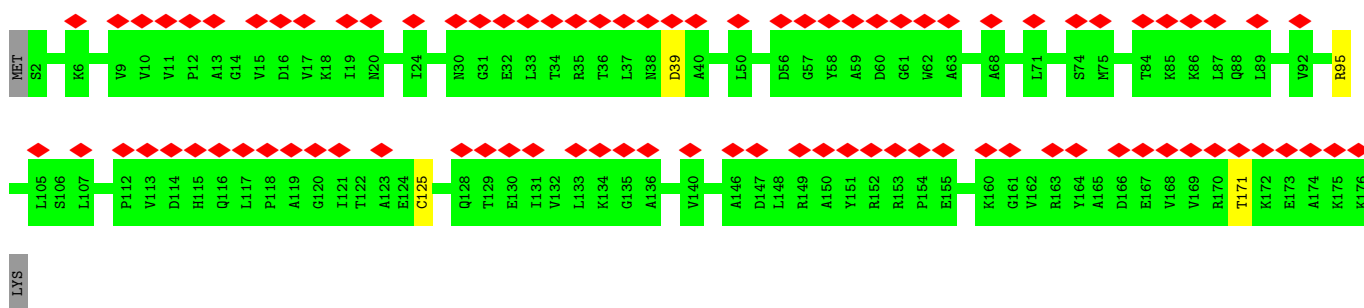 MET S2 K6 V9 V10 V11 P12 A13 G14 V15 D16 V17 K18 I19 N20 I24 N30 G31 E32 L33 T34 R35 T36 L37 N38 D39 A40 L50 D56 G57 Y58 A59 D60 G61 W62 A63 A68 L71 S74 M75 T84 K85 K86 L87 Q88 L89 V92 R95
L105 S106 L107 P112 V113 D114 H115 Q116 L117 P118 A119 G120 I121 T122 A123 E124 C125 Q128 T129 E130 I131 V132 L133 K134 G135 A136 V140 A146 D147 L148 R149 A150 Y151 R152 R153 P154 E155 K160 G161 V162 R163 Y164 A165 D166 E167 V168 V169 R170 T171 K172 E173 A174 K175 K176
LYS